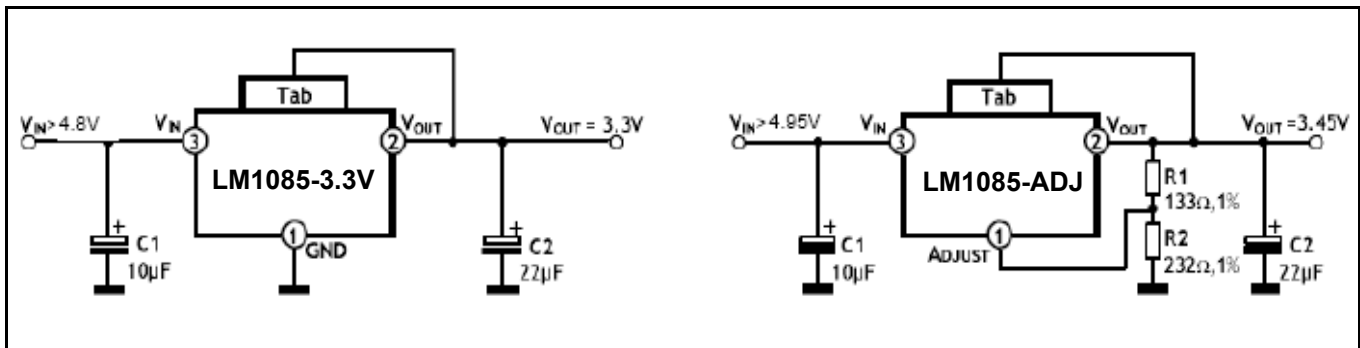 Tab
V_IN>4.8V
V_IN
3
V_OUT
2
V_OUT = 3.3V
LM1085-3.3V
1
GND
+
C1
10µF
+
C2
22µF
Tab
V_IN>4.95V
V_IN
3
V_OUT
2
V_OUT =3.45V
LM1085-ADJ
1
ADJUST
R1
133Ω,1%
R2
232Ω,1%
+
C1
10µF
+
C2
22µF